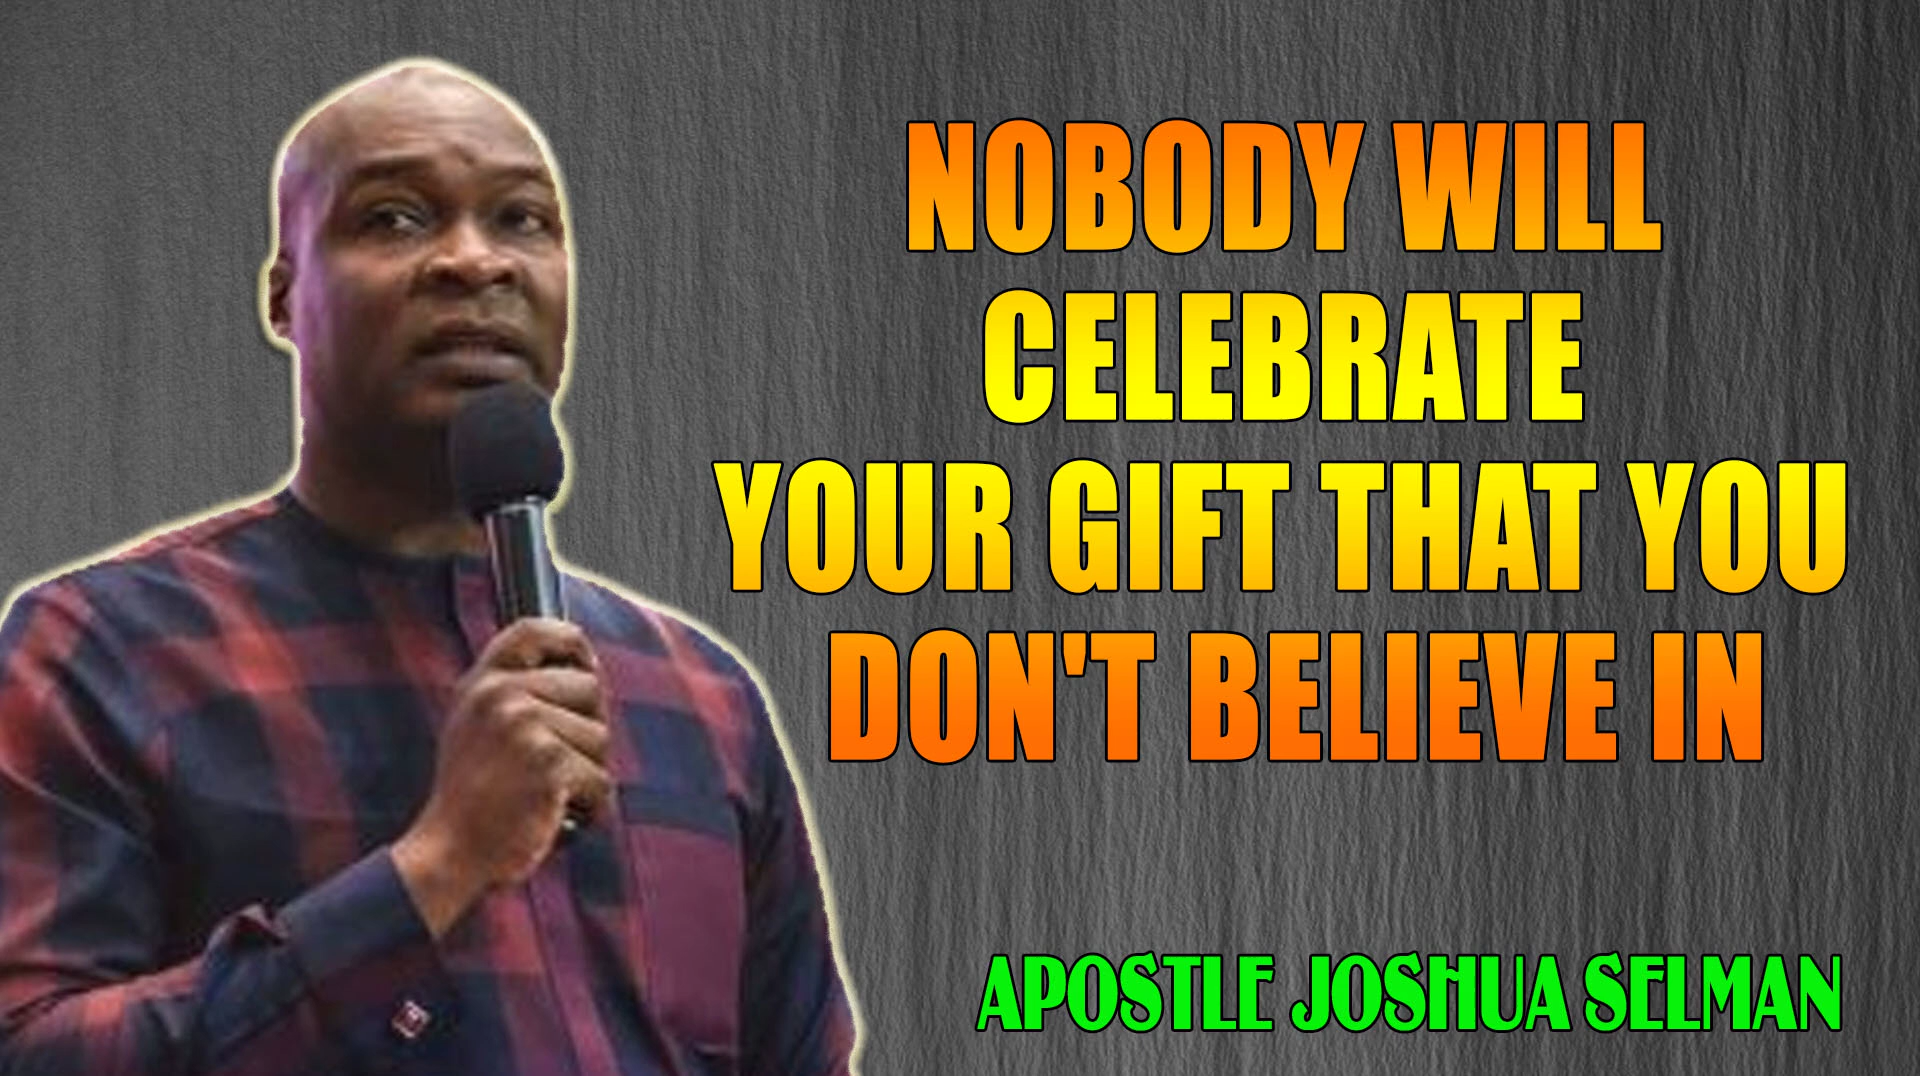 NOBODY WILL
CELEBRATE
YOUR GIFT THAT YOU
DON'T BELIEVE IN
APOSTLE JOSHUA SELMAN